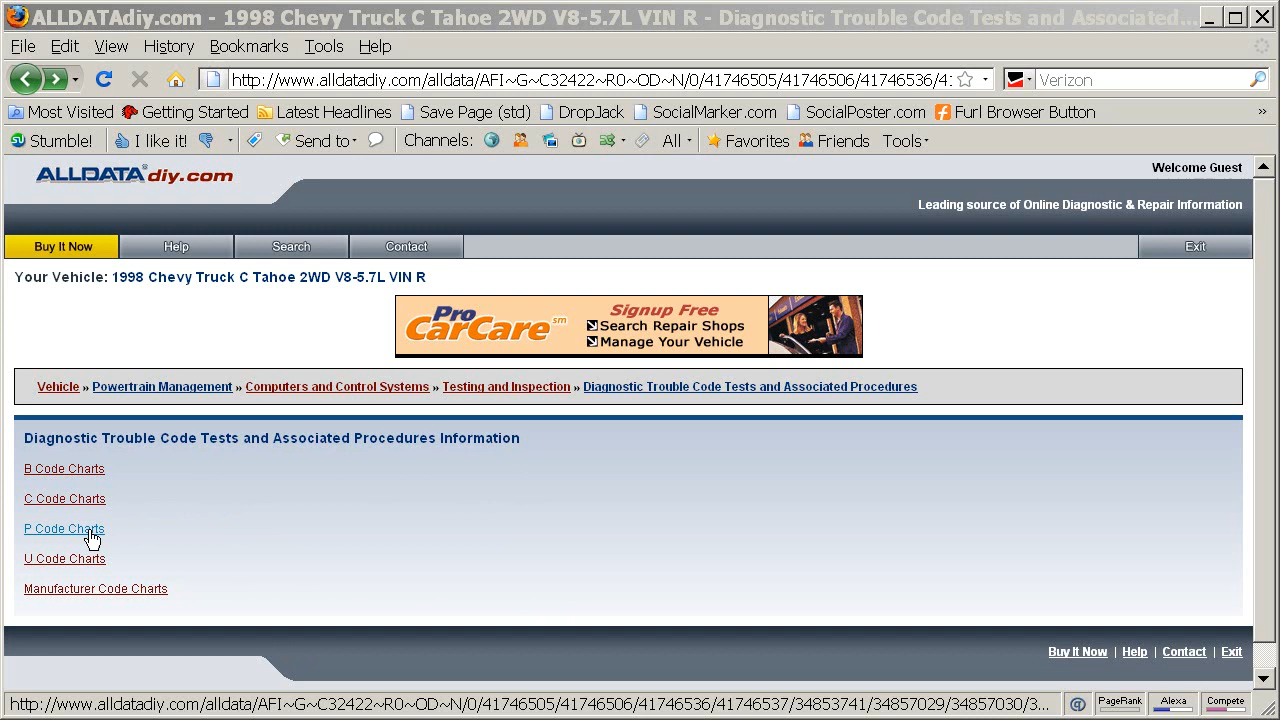 ALLDATAdiy.com - 1998 Chevy Truck C Tahoe 2WD V8-5.7L VIN R - Diagnostic Trouble Code Tests and Associated...
File Edit View History Bookmarks Tools Help
http://www.alldatadiy.com/alldata/AFI~G~C32422~R0~OD~N/0/41746505/41746506/41746536/4: Verizon
Most Visited Getting Started Latest Headlines Save Page (std) DropJack SocialMarker.com SocialPoster.com Furl Browser Button »
Stumble! I like it! Send to Channels: All Favorites Friends Tools
ALLDATA®diy.com
Welcome Guest
Leading source of Online Diagnostic & Repair Information
Buy It Now Help Search Contact Exit
Your Vehicle: 1998 Chevy Truck C Tahoe 2WD V8-5.7L VIN R
Pro CarCare sm
Signup Free
Search Repair Shops
Manage Your Vehicle
Vehicle » Powertrain Management » Computers and Control Systems » Testing and Inspection » Diagnostic Trouble Code Tests and Associated Procedures
Diagnostic Trouble Code Tests and Associated Procedures Information
B Code Charts
C Code Charts
P Code Charts
U Code Charts
Manufacturer Code Charts
Buy It Now | Help | Contact | Exit
http://www.alldatadiy.com/alldata/AFI~G~C32422~R0~OD~N/0/41746505/41746506/41746536/41746537/34853741/34857029/34857030/3... PageRank Alexa Compete